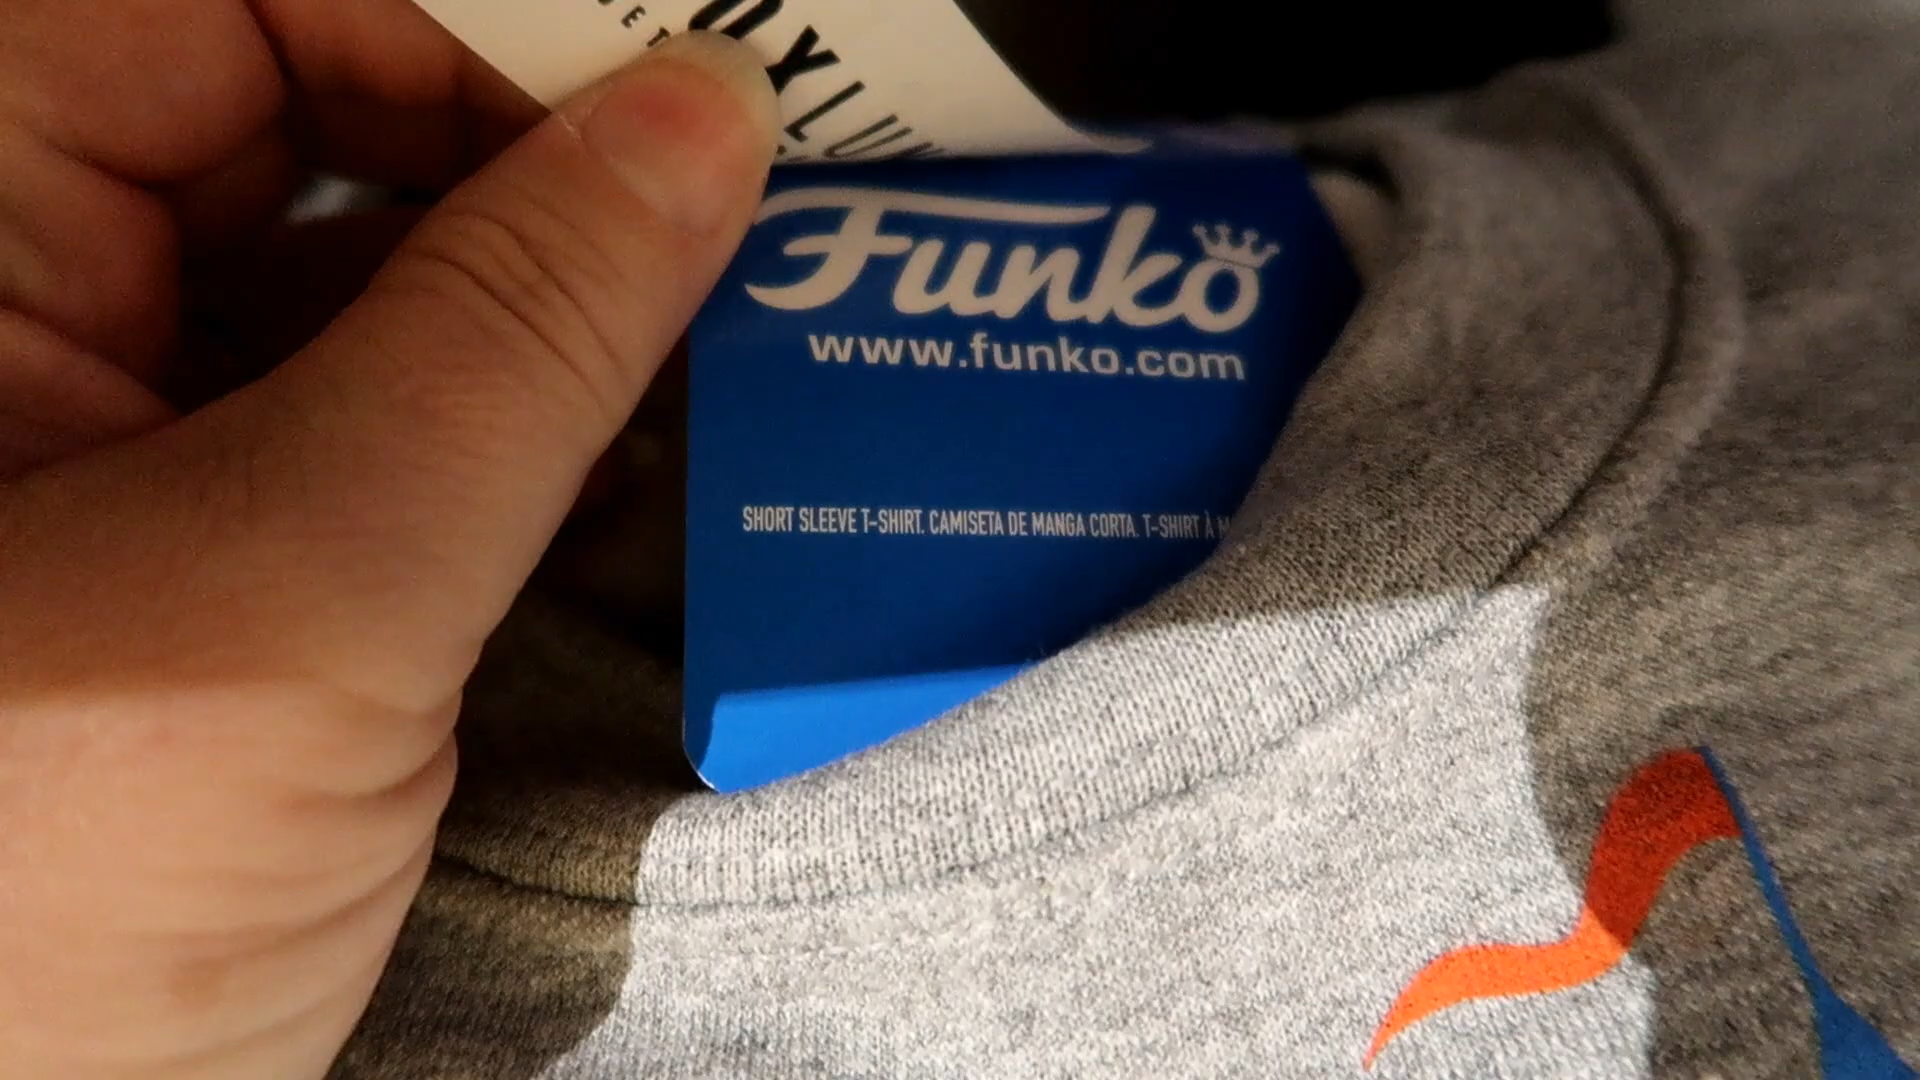 Funko
www.funko.com
SHORT SLEEVE T-SHIRT. CAMISETA DE MANGA CORTA. T-SHIRT À